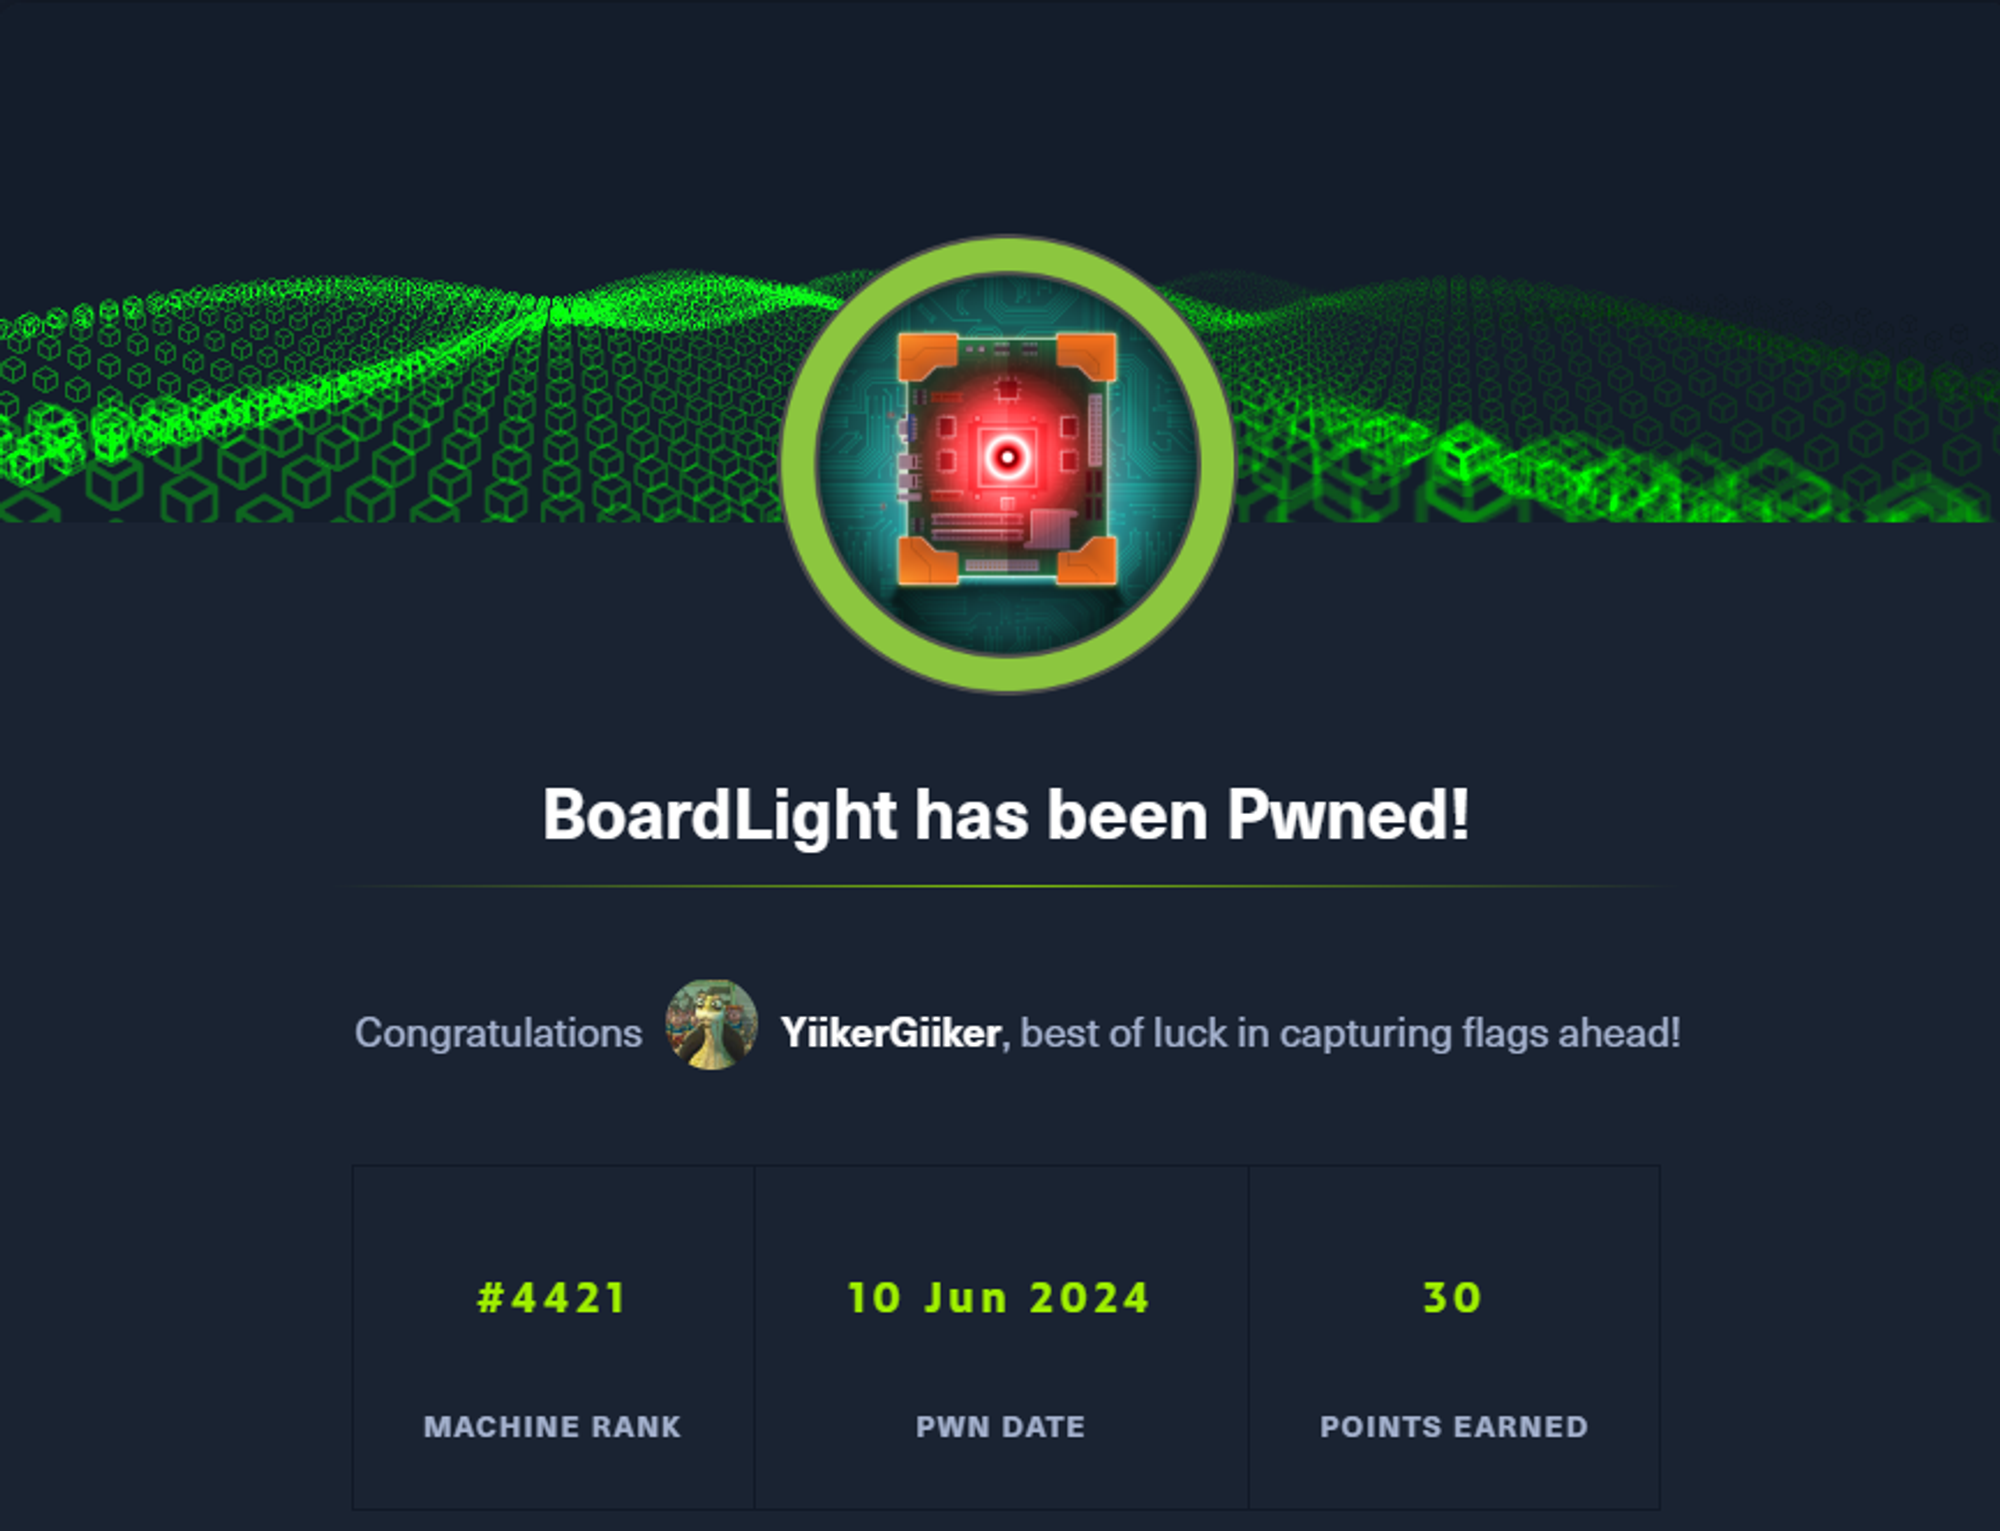 BoardLight has been Pwned!
Congratulations YiikerGiiker, best of luck in capturing flags ahead!
#4421 10 Jun 2024 30
MACHINE RANK PWN DATE POINTS EARNED